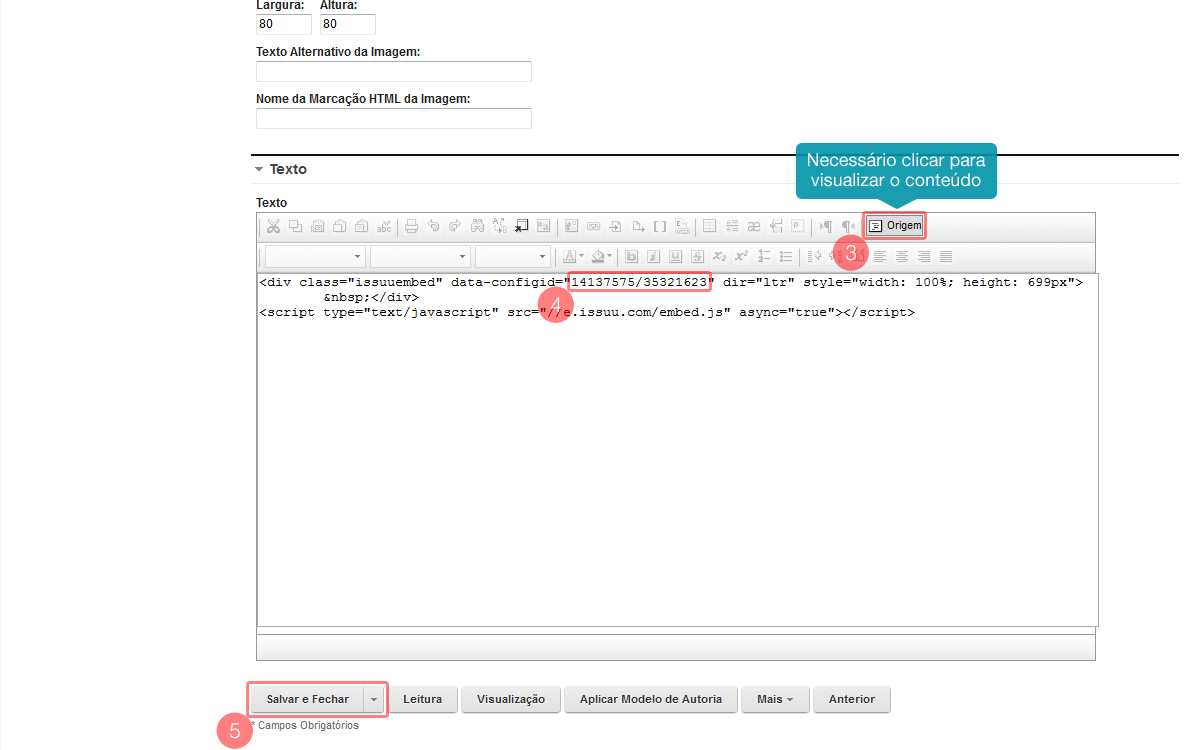 Largura: Altura:
80 80
Texto Alternativo da Imagem:
Nome da Marcação HTML da Imagem:
Necessário clicar para
visualizar o conteúdo
Texto
Texto
Origem
3
<div class="issuuembed" data-configid="14137575/35321623" dir="ltr" style="width: 100%; height: 699px">
&nbsp;</div>
4
<script type="text/javascript" src="//e.issuu.com/embed.js" async="true"></script>
Salvar e Fechar Leitura Visualização Aplicar Modelo de Autoria Mais Anterior
5
* Campos Obrigatórios